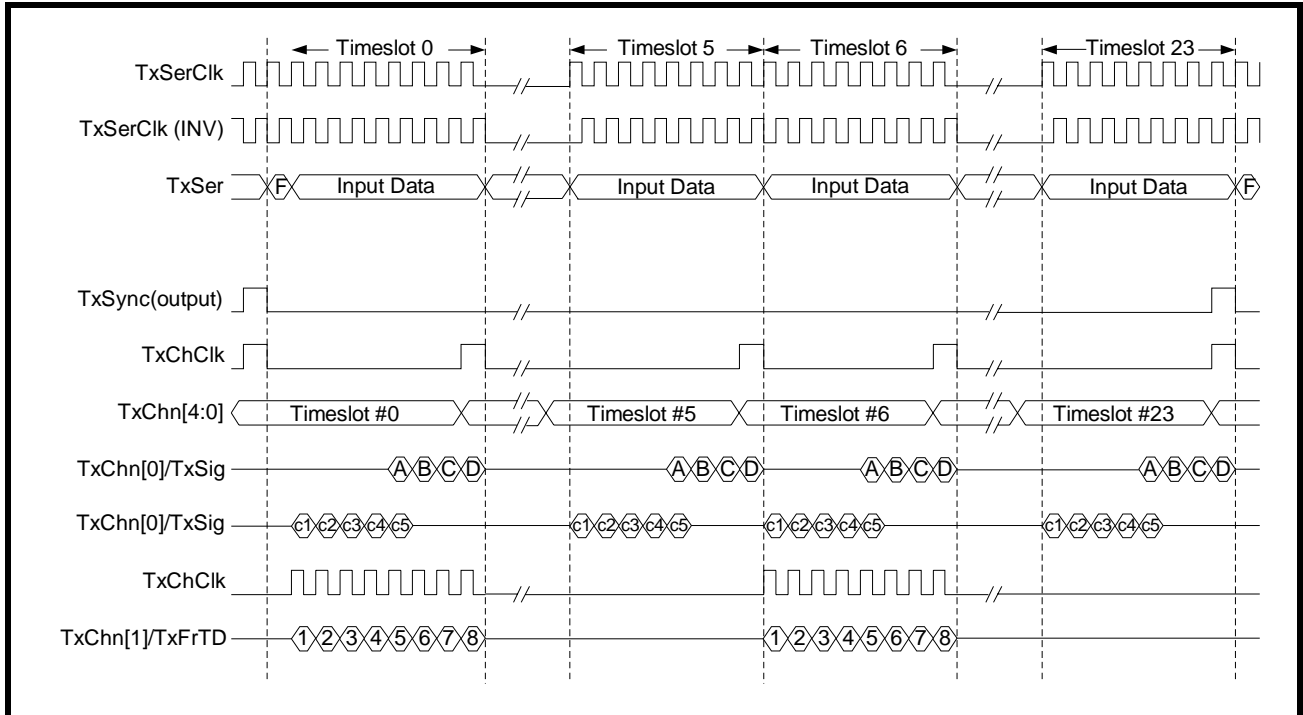 Timeslot 0 Timeslot 5 Timeslot 6 Timeslot 23
TxSerClk
TxSerClk (INV)
TxSer F Input Data Input Data Input Data Input Data F
TxSync(output)
TxChClk
TxChn[4:0] Timeslot #0 Timeslot #5 Timeslot #6 Timeslot #23
TxChn[0]/TxSig A B C D A B C D A B C D A B C D
TxChn[0]/TxSig c1 c2 c3 c4 c5 c1 c2 c3 c4 c5 c1 c2 c3 c4 c5 c1 c2 c3 c4 c5
TxChClk
TxChn[1]/TxFrTD 1 2 3 4 5 6 7 8 1 2 3 4 5 6 7 8